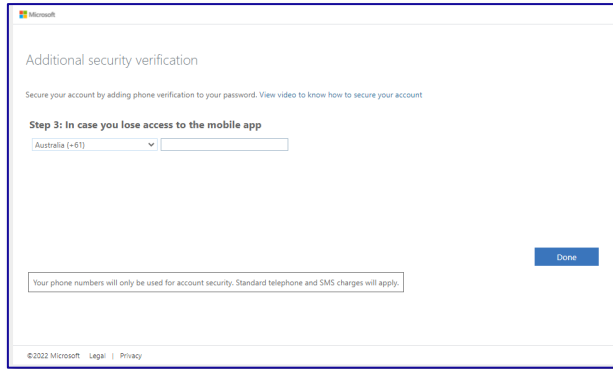 Microsoft
Additional security verification
Secure your account by adding phone verification to your password. View video to know how to secure your account
Step 3: In case you lose access to the mobile app
Australia (+61)
Done
Your phone numbers will only be used for account security. Standard telephone and SMS charges will apply.
©2022 Microsoft Legal | Privacy